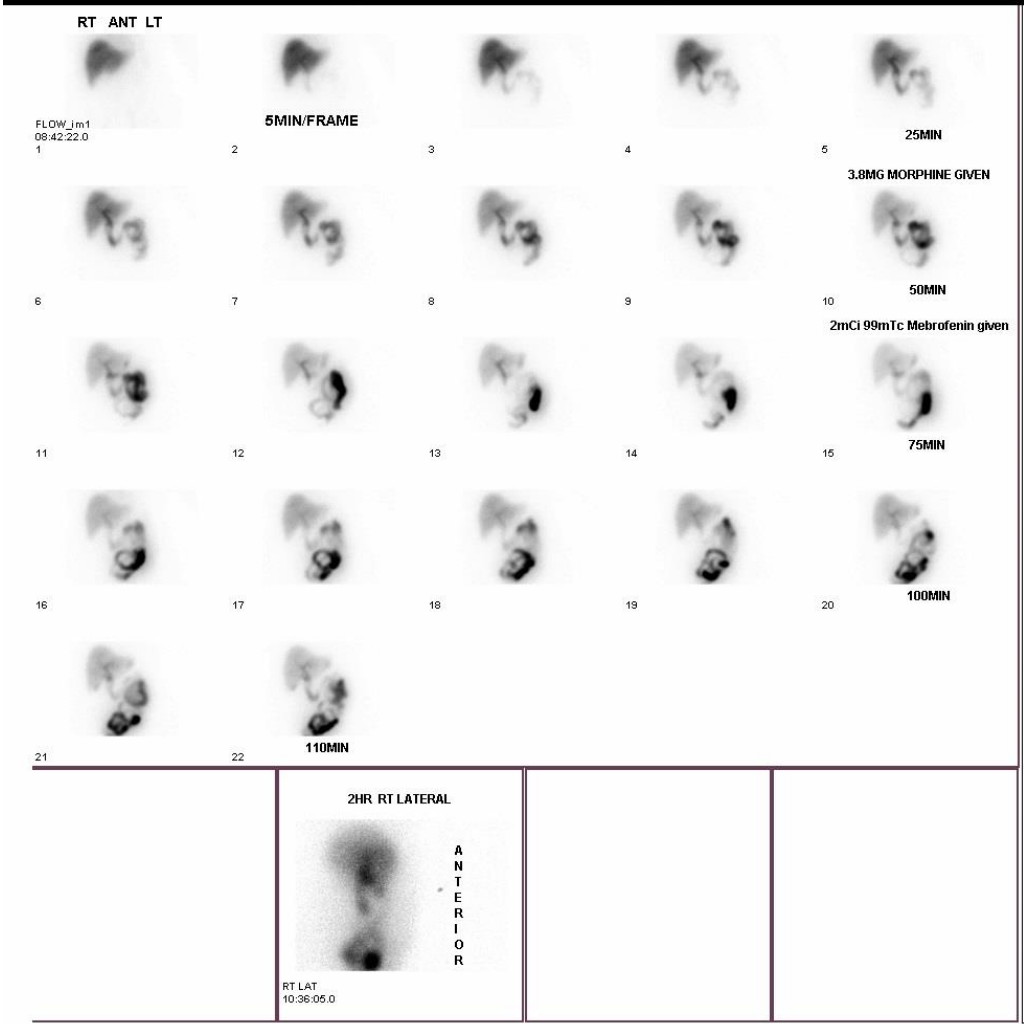 RT ANT LT
FLOW_im1
08:42:22.0
1
5MIN/FRAME
2
3
4
25MIN
5
3.8MG MORPHINE GIVEN
6
7
8
9
50MIN
10
2mCi 99mTc Mebrofenin given
11
12
13
14
75MIN
15
16
17
18
19
100MIN
20
21
110MIN
22
2HR RT LATERAL
A
N
T
E
R
I
O
R
RT LAT
10:36:05.0